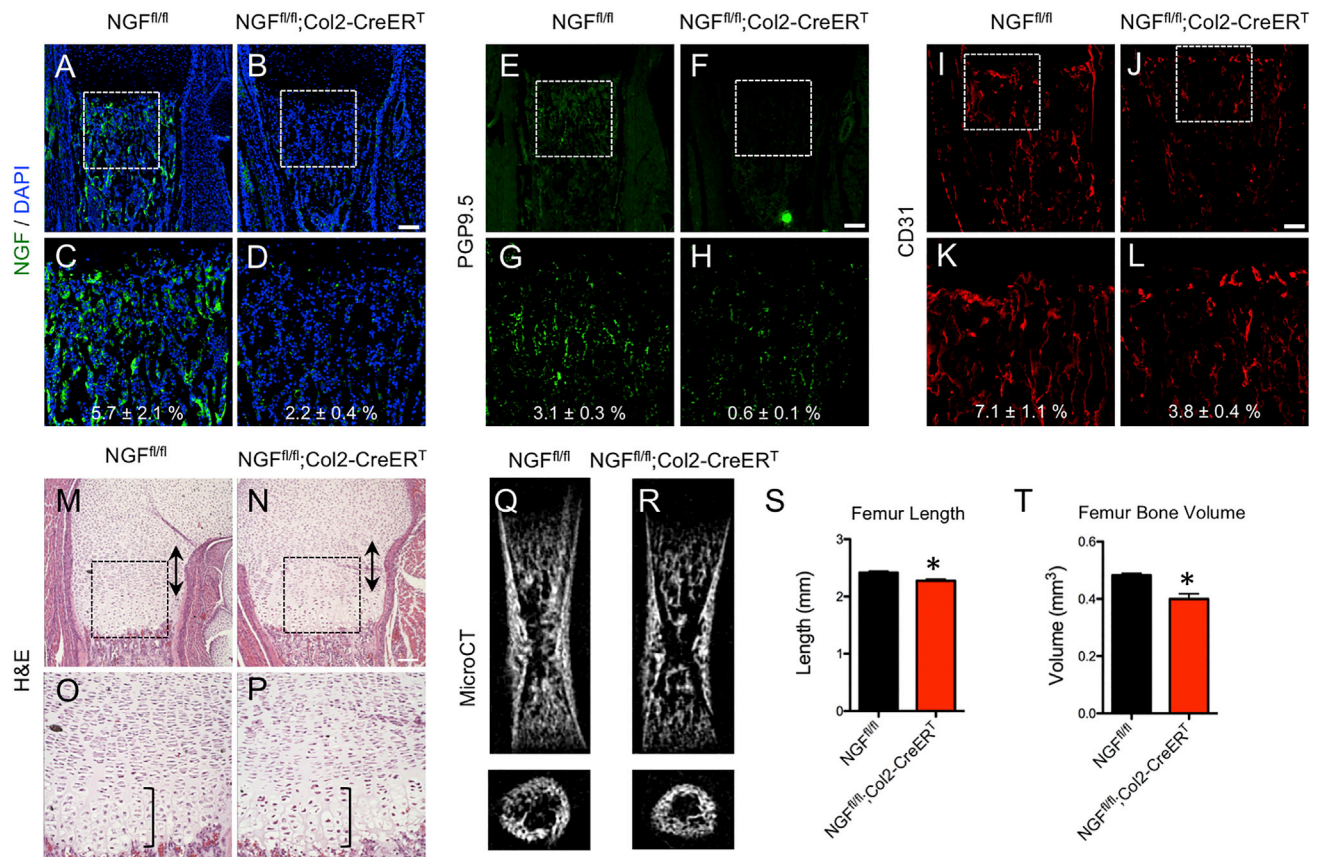 NGFfl/fl NGFfl/fl;Col2-CreERT
A B
NGF / DAPI
C D
5.7 ± 2.1 % 2.2 ± 0.4 %
NGFfl/fl NGFfl/fl;Col2-CreERT
E F
PGP9.5
G H
3.1 ± 0.3 % 0.6 ± 0.1 %
NGFfl/fl NGFfl/fl;Col2-CreERT
I J
CD31
K L
7.1 ± 1.1 % 3.8 ± 0.4 %
NGFfl/fl NGFfl/fl;Col2-CreERT
M N
H&E
O P
NGFfl/fl NGFfl/fl;Col2-CreERT
Q R
MicroCT
S
Femur Length
Length (mm)
3
2
1
0
*
NGFfl/fl
NGFfl/fl;Col2-CreERT
T
Femur Bone Volume
Volume (mm3)
0.6
0.4
0.2
0.0
*
NGFfl/fl
NGFfl/fl;Col2-CreERT